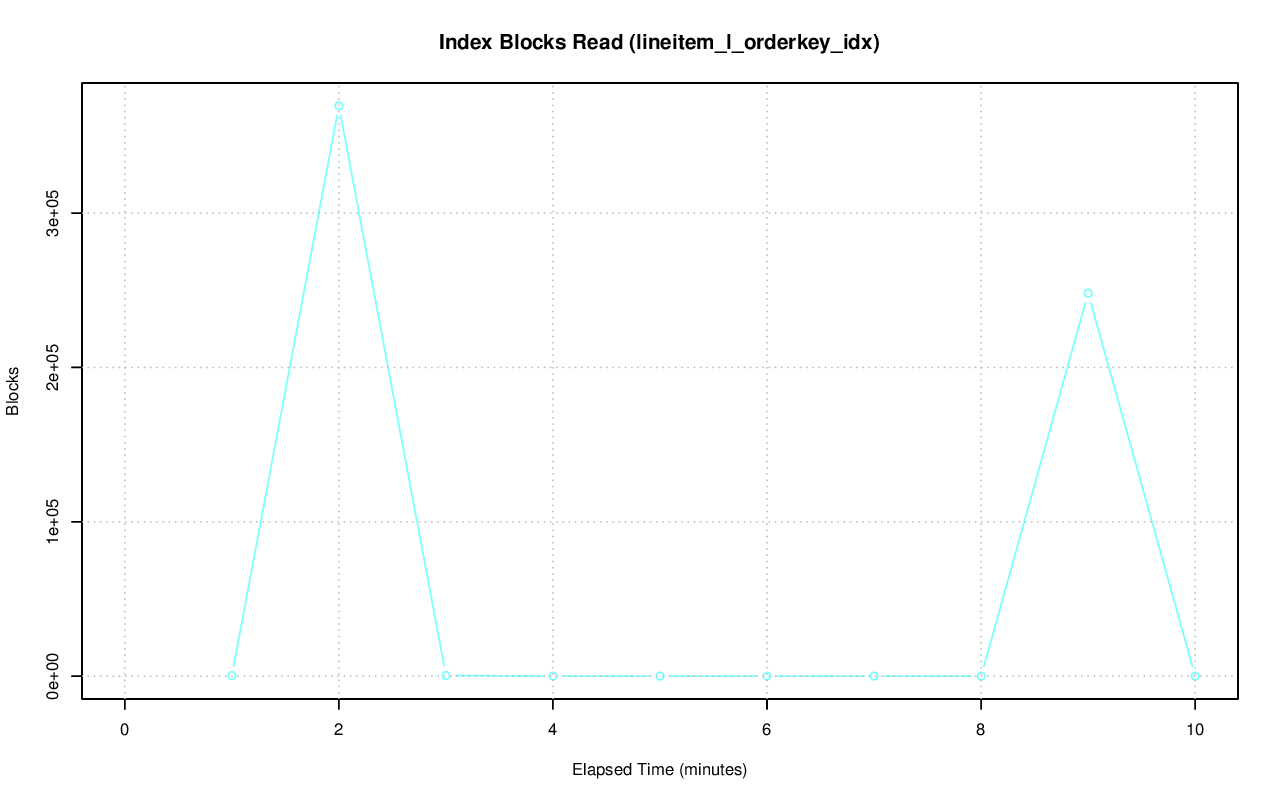 Index Blocks Read (lineitem_l_orderkey_idx)
Blocks
3e+05
2e+05
1e+05
0e+00
0 2 4 6 8 10
Elapsed Time (minutes)